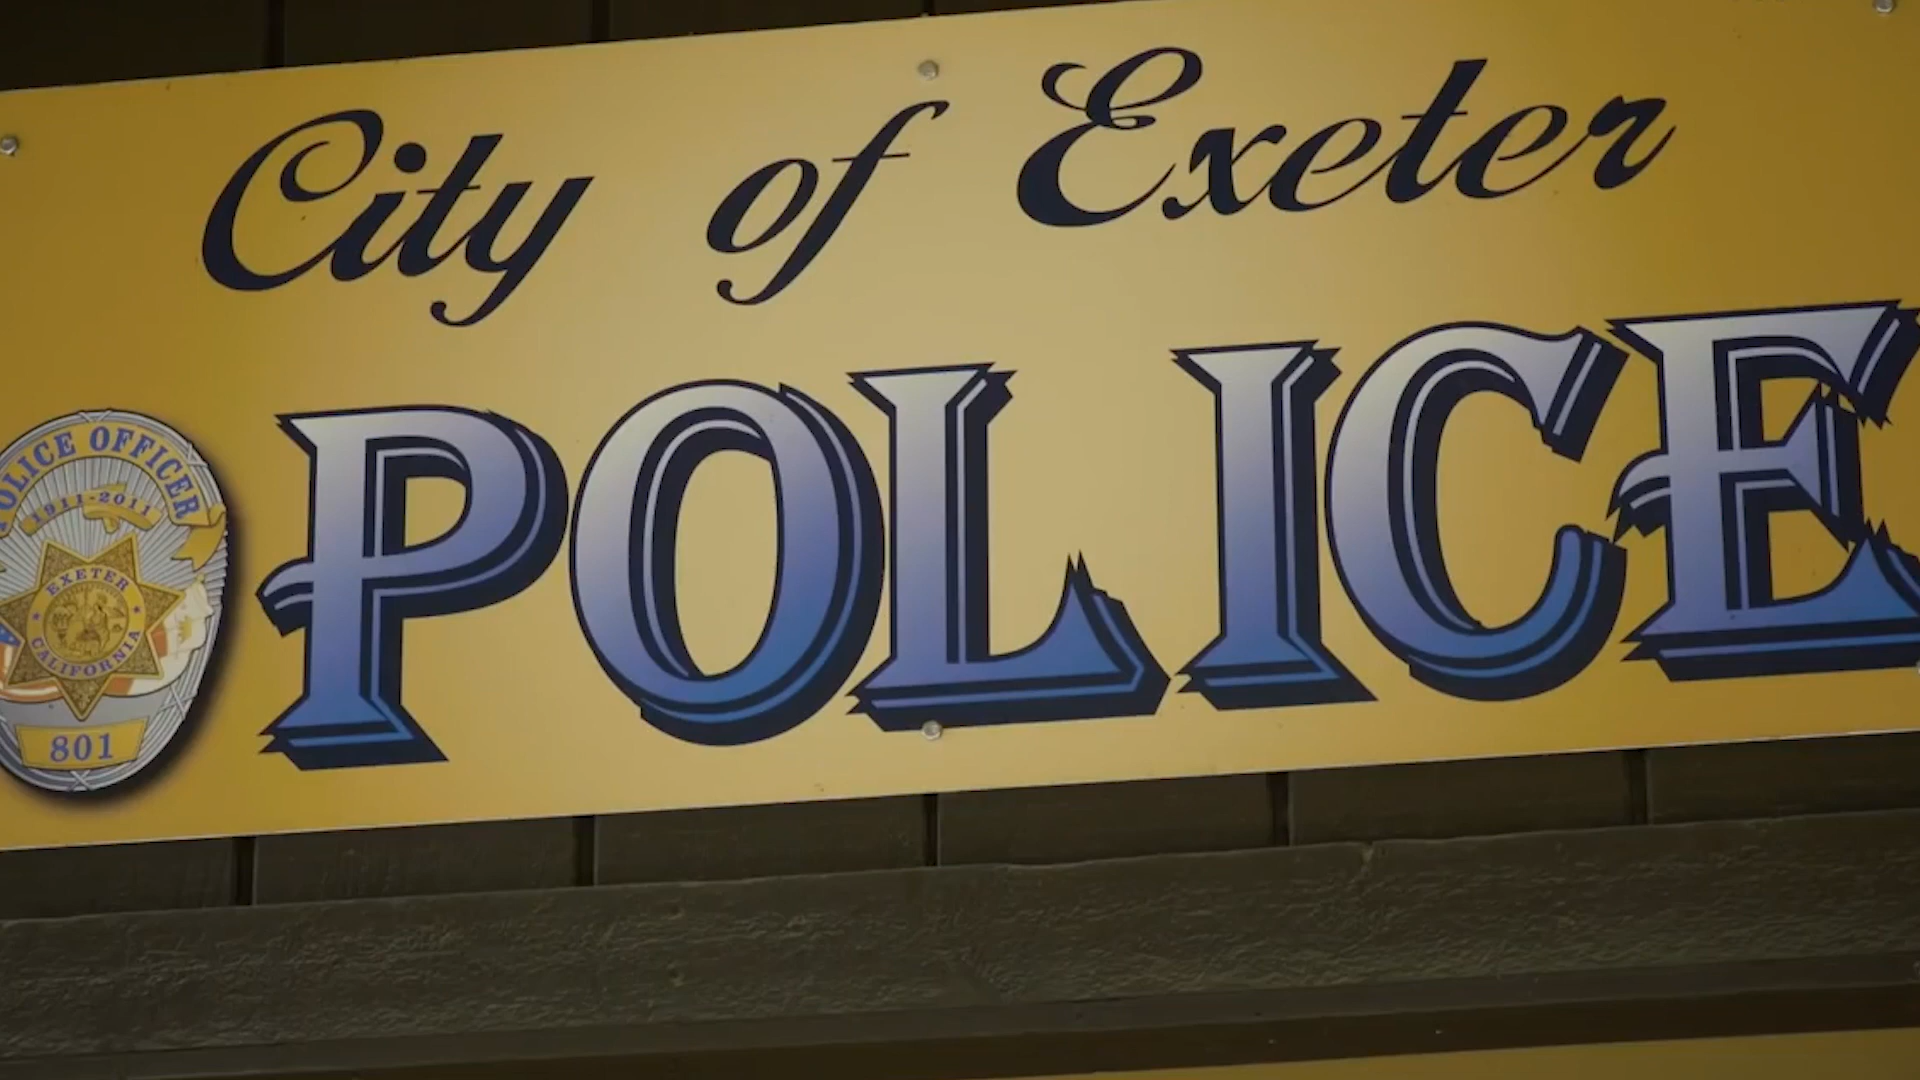 City of Exeter
POLICE
POLICE OFFICER
1911-2011
EXETER
CALIFORNIA
801